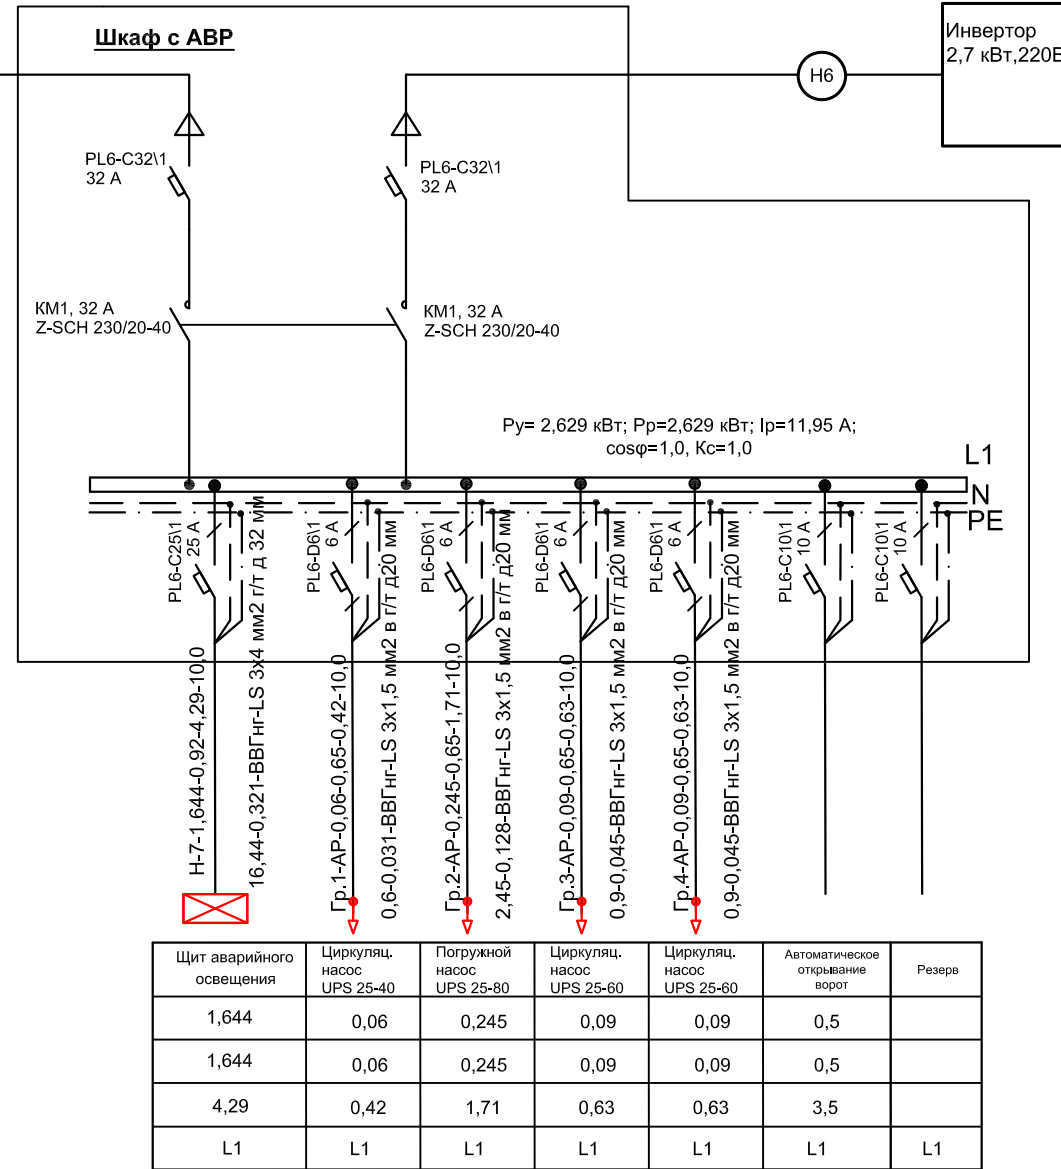 Шкаф с АВР
Инвертор
2,7 кВт,220В
Н6
PL6-C32\1
32 А
PL6-C32\1
32 А
КМ1, 32 А
Z-SCH 230/20-40
КМ1, 32 А
Z-SCH 230/20-40
Ру= 2,629 кВт; Рр=2,629 кВт; Iр=11,95 А;
cosφ=1,0, Кс=1,0
L1
N
PE
PL6-C25\1
25 А
PL6-D6\1
6 А
PL6-D6\1
6 А
PL6-D6\1
6 А
PL6-D6\1
6 А
PL6-C10\1
10 А
PL6-C10\1
10 А
Н-7-1,644-0,92-4,29-10,0
16,44-0,321-ВВГнг-LS 3х4 мм2 г/т д 32 мм
Гр.1-АР-0,06-0,65-0,42-10,0
0,6-0,031-ВВГнг-LS 3х1,5 мм2 в г/т д20 мм
Гр.2-АР-0,245-0,65-1,71-10,0
2,45-0,128-ВВГнг-LS 3х1,5 мм2 в г/т д20 мм
Гр.3-АР-0,09-0,65-0,63-10,0
0,9-0,045-ВВГнг-LS 3х1,5 мм2 в г/т д20 мм
Гр.4-АР-0,09-0,65-0,63-10,0
0,9-0,045-ВВГнг-LS 3х1,5 мм2 в г/т д20 мм
Щит аварийного
освещения
Циркуляц.
насос
UPS 25-40
Погружной
насос
UPS 25-80
Циркуляц.
насос
UPS 25-60
Циркуляц.
насос
UPS 25-60
Автоматическое
открывание
ворот
Резерв
1,644 0,06 0,245 0,09 0,09 0,5
1,644 0,06 0,245 0,09 0,09 0,5
4,29 0,42 1,71 0,63 0,63 3,5
L1 L1 L1 L1 L1 L1 L1